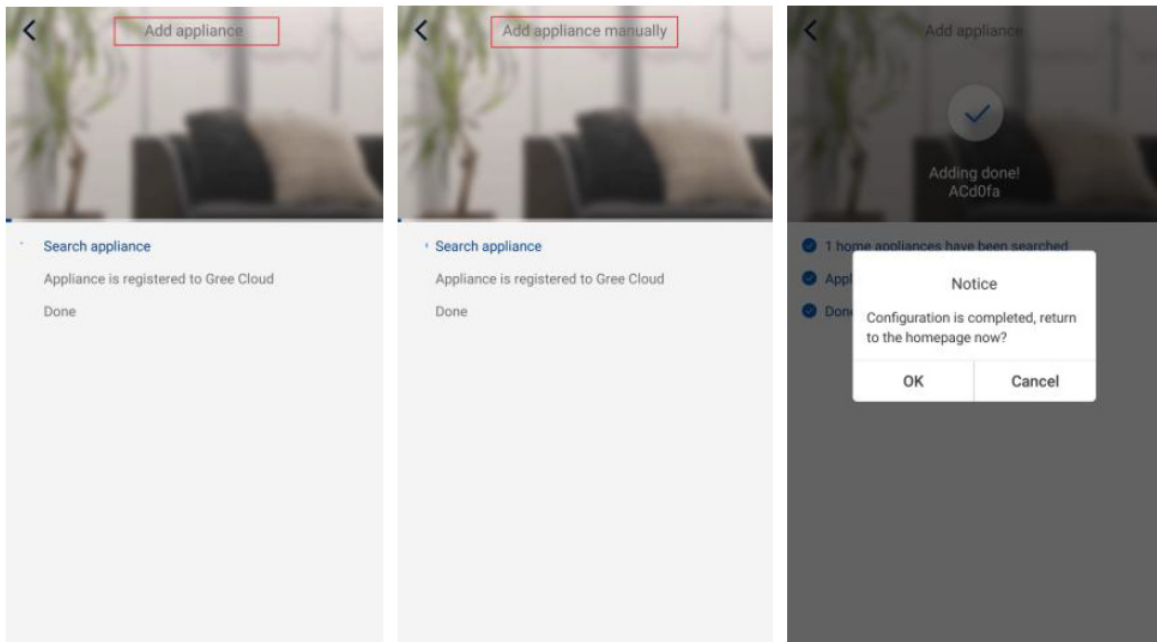 Add appliance
Search appliance
Appliance is registered to Gree Cloud
Done
Add appliance manually
Search appliance
Appliance is registered to Gree Cloud
Done
Add appliance
Adding done!
ACd0fa
1 home appliances have been searched
Appl
Done
Notice
Configuration is completed, return
to the homepage now?
OK
Cancel